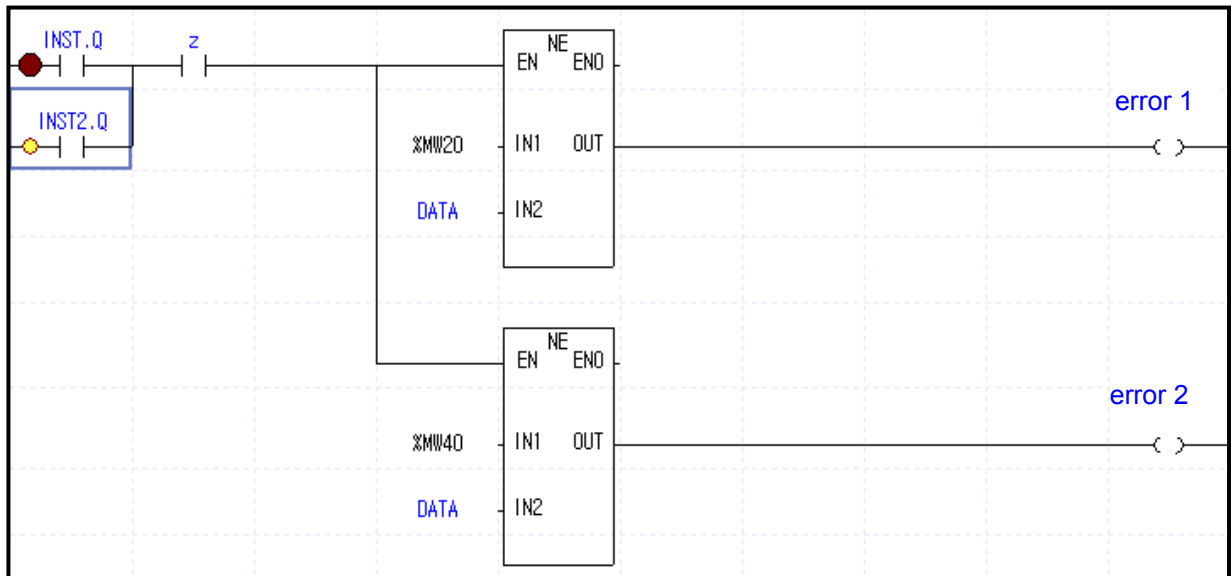 INST.Q
z
NE
EN ENO
error 1
INST2.Q
%MW20
IN1 OUT
DATA
IN2
NE
EN ENO
error 2
%MW40
IN1 OUT
DATA
IN2